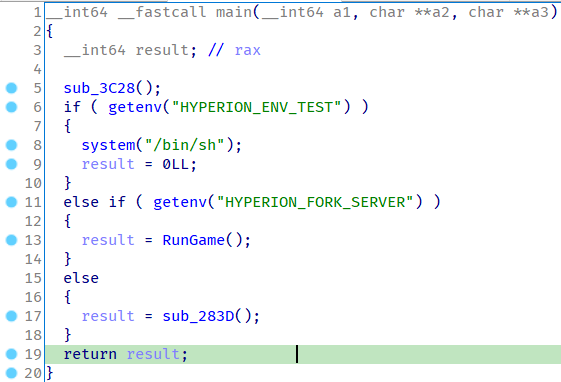 1 __int64 __fastcall main(__int64 a1, char **a2, char **a3)
2 {
3 __int64 result; // rax
4
5 sub_3C28();
6 if ( getenv("HYPERION_ENV_TEST") )
7 {
8 system("/bin/sh");
9 result = 0LL;
10 }
11 else if ( getenv("HYPERION_FORK_SERVER") )
12 {
13 result = RunGame();
14 }
15 else
16 {
17 result = sub_283D();
18 }
19 return result;
20 }